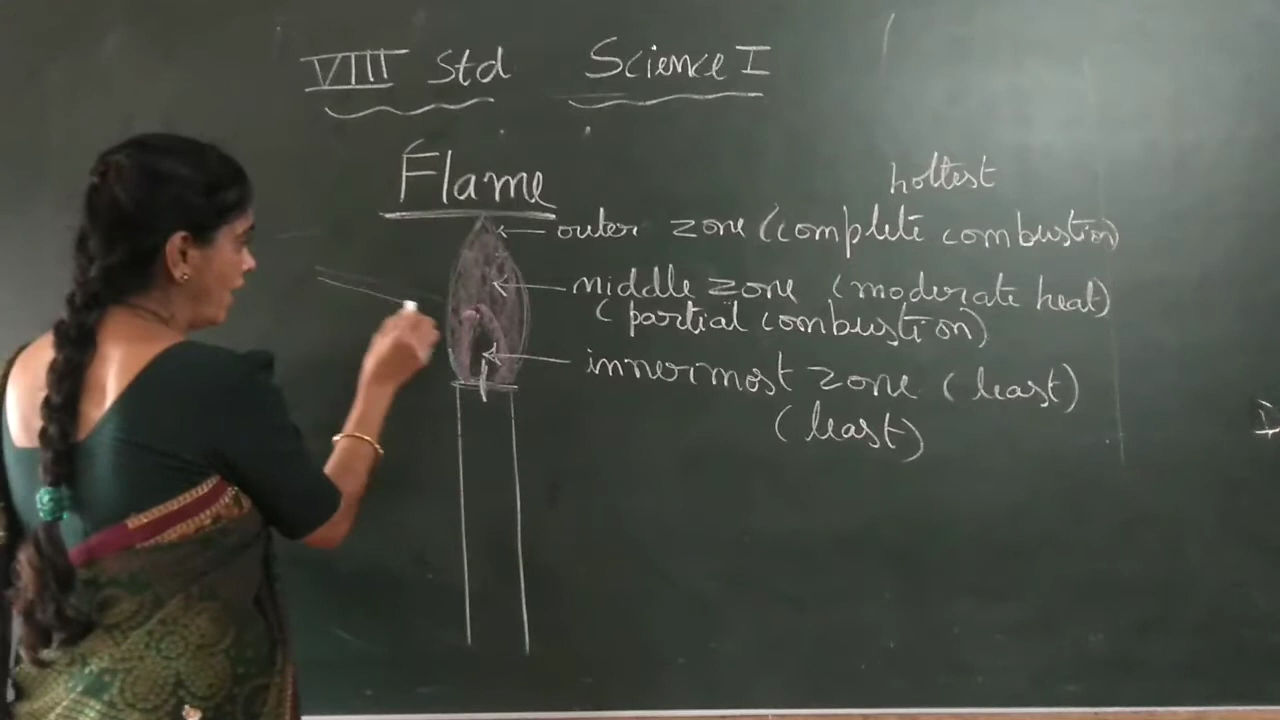 VIII Std Science I
Flame
hottest
outer zone (complete combustion)
middle zone (moderate heat)
(partial combustion)
innermost zone (least)
(least)